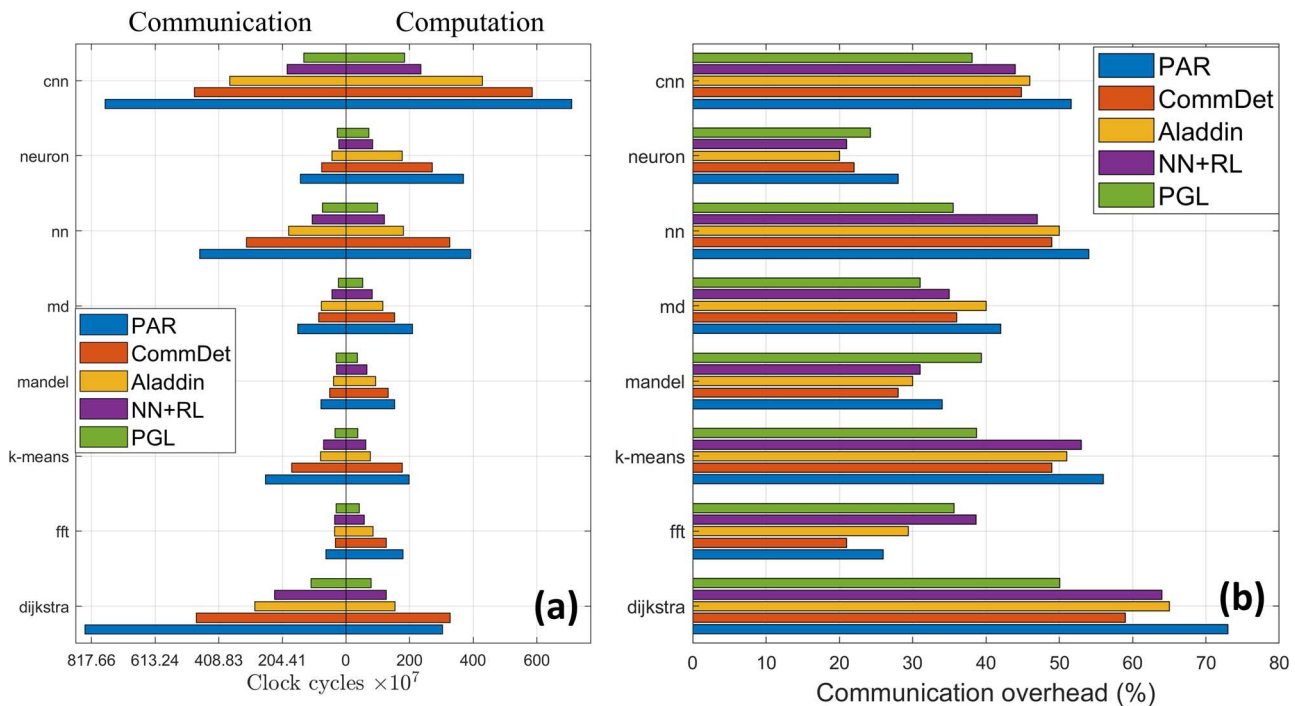 Communication Computation
cnn
neuron
nn
md
mandel
k-means
fft
dijkstra
PAR
CommDet
Aladdin
NN+RL
PGL
(a)
817.66 613.24 408.83 204.41 0 200 400 600
Clock cycles ×10⁷
cnn
neuron
nn
md
mandel
k-means
fft
dijkstra
PAR
CommDet
Aladdin
NN+RL
PGL
(b)
0 10 20 30 40 50 60 70 80
Communication overhead (%)